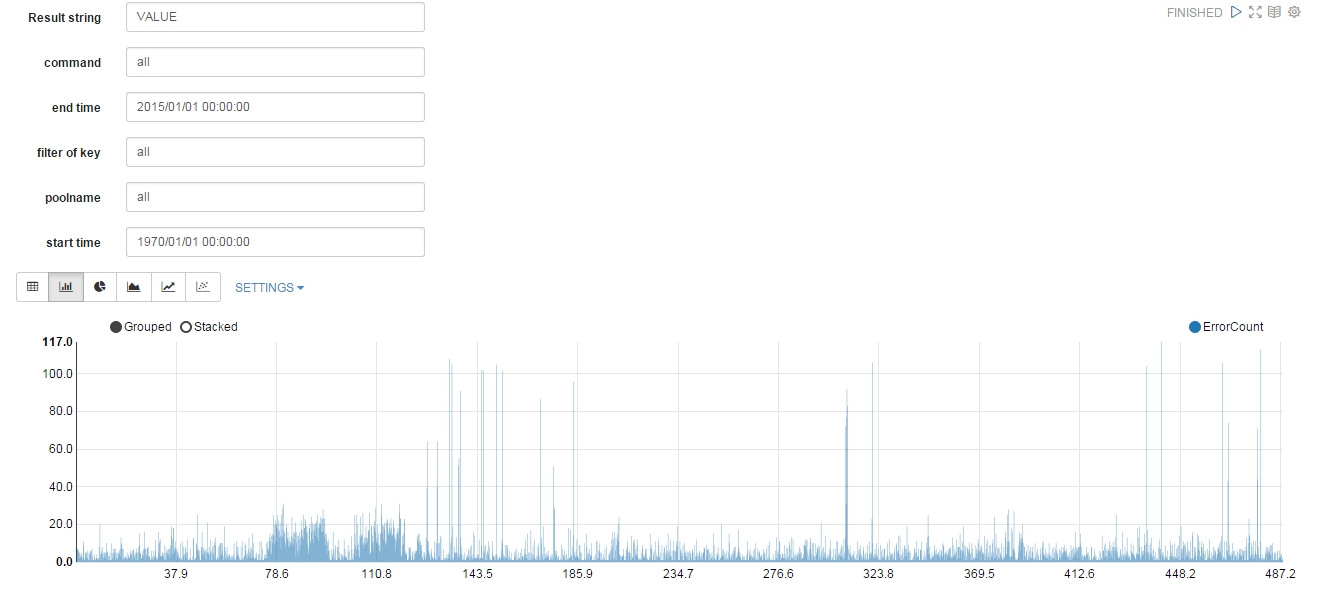 Result string VALUE FINISHED
command all
end time 2015/01/01 00:00:00
filter of key all
poolname all
start time 1970/01/01 00:00:00
SETTINGS
Grouped Stacked ErrorCount
117.0
100.0
80.0
60.0
40.0
20.0
0.0
37.9 78.6 110.8 143.5 185.9 234.7 276.6 323.8 369.5 412.6 448.2 487.2